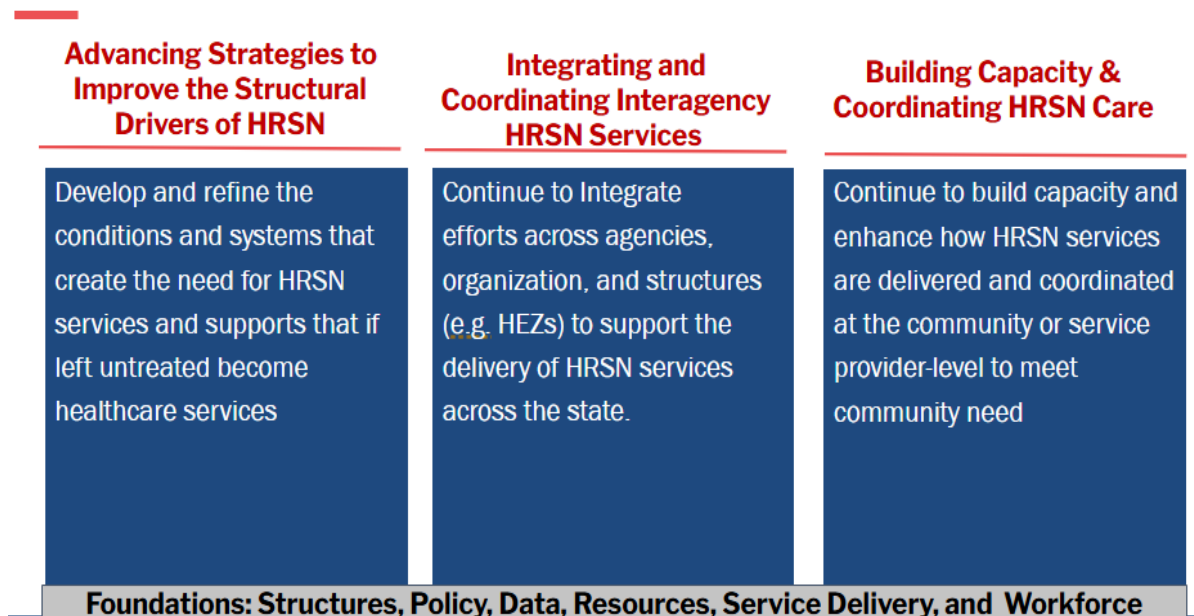 Advancing Strategies to
Improve the Structural
Drivers of HRSN
Develop and refine the
conditions and systems that
create the need for HRSN
services and supports that if
left untreated become
healthcare services
Integrating and
Coordinating Interagency
HRSN Services
Continue to Integrate
efforts across agencies,
organization, and structures
(e.g. HEZs) to support the
delivery of HRSN services
across the state.
Building Capacity &
Coordinating HRSN Care
Continue to build capacity and
enhance how HRSN services
are delivered and coordinated
at the community or service
provider-level to meet
community need
Foundations: Structures, Policy, Data, Resources, Service Delivery, and Workforce